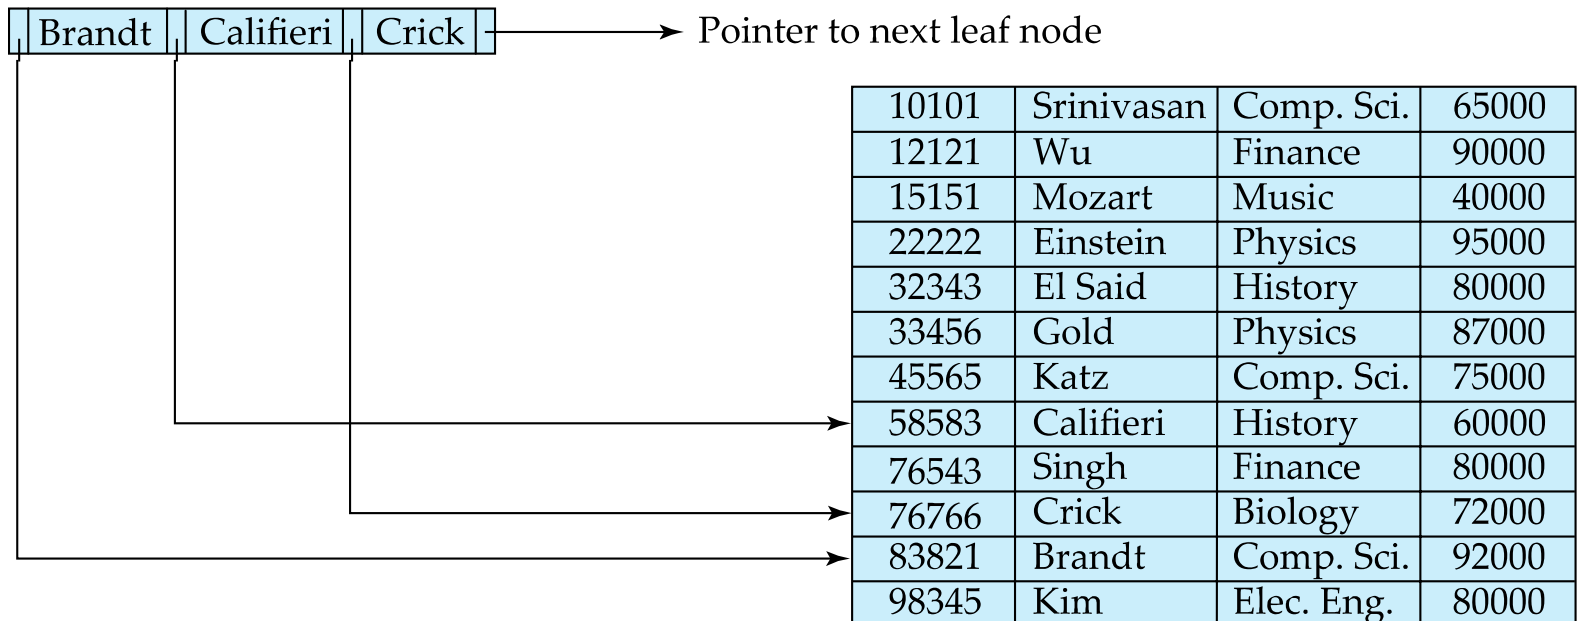 Brandt Califieri Crick Pointer to next leaf node
10101 Srinivasan Comp. Sci. 65000
12121 Wu Finance 90000
15151 Mozart Music 40000
22222 Einstein Physics 95000
32343 El Said History 80000
33456 Gold Physics 87000
45565 Katz Comp. Sci. 75000
58583 Califieri History 60000
76543 Singh Finance 80000
76766 Crick Biology 72000
83821 Brandt Comp. Sci. 92000
98345 Kim Elec. Eng. 80000